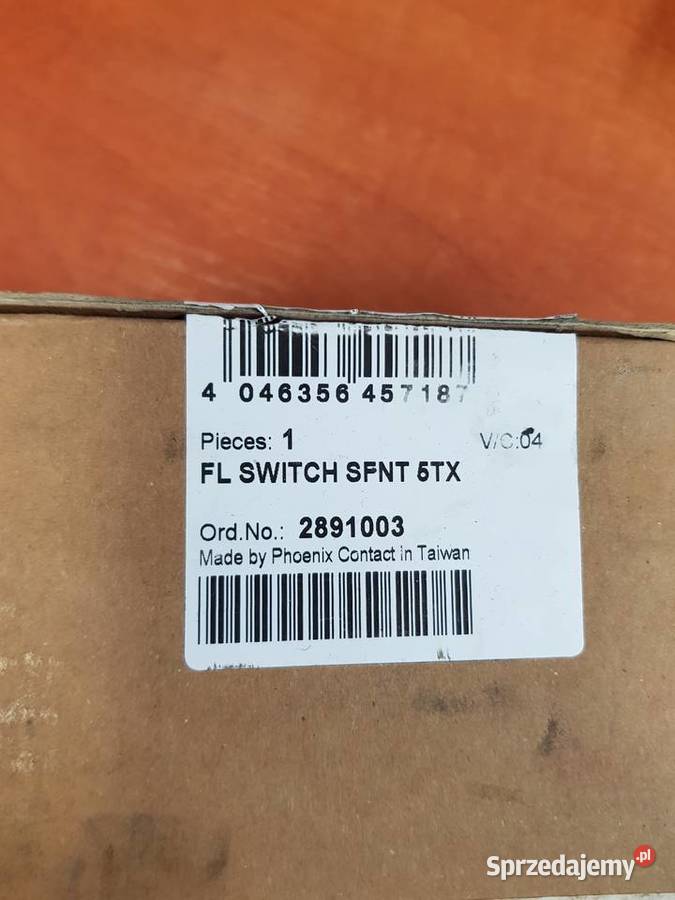 4 046356 457187
Pieces: 1 V/C:04
FL SWITCH SFNT 5TX
Ord.No.: 2891003
Made by Phoenix Contact in Taiwan
Sprzedajemy.pl